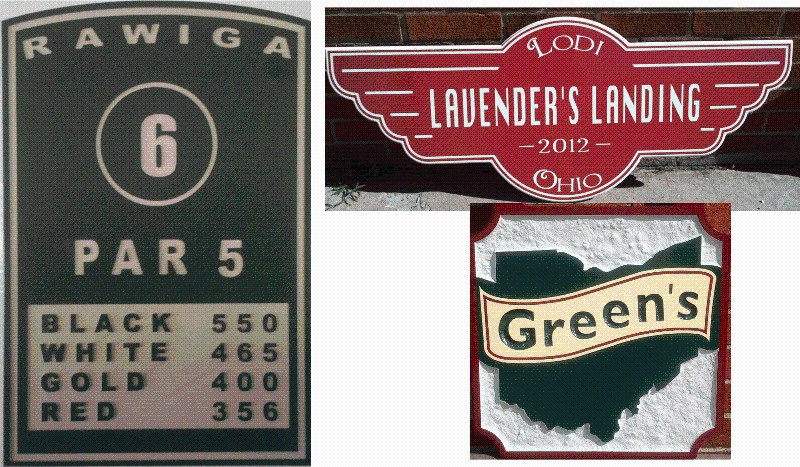 RAWIGA
6
PAR 5
BLACK 550
WHITE 465
GOLD 400
RED 356
LODI
LAVENDER'S LANDING
–2012–
OHIO
Green's